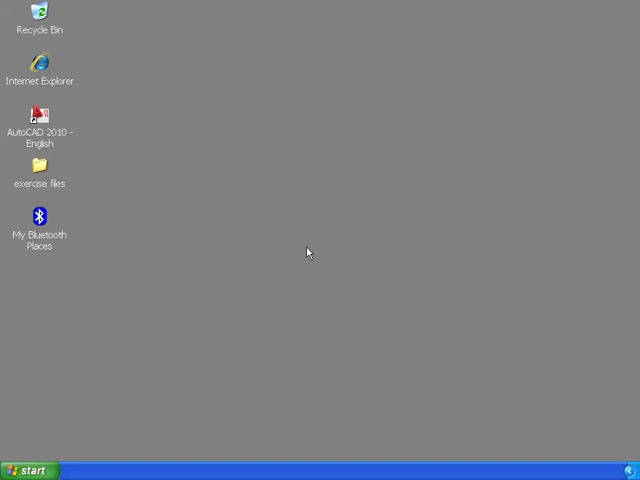 Recycle Bin
Internet Explorer
AutoCAD 2010 -
English
exercise files
My Bluetooth
Places
start